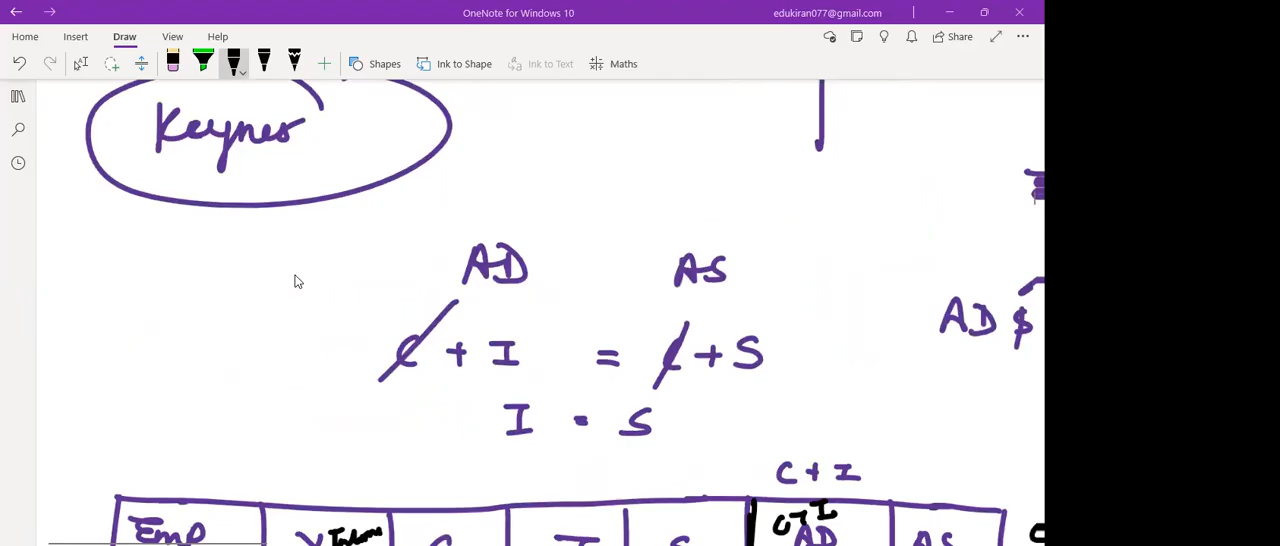 OneNote for Windows 10
edukiran077@gmail.com
Home Insert Draw View Help
Share
Shapes Ink to Shape Ink to Text Maths
Keynes
AD AS
C + I = C + S
I = S
AD $
C + I
C + I
Emp Y C I S AD AS